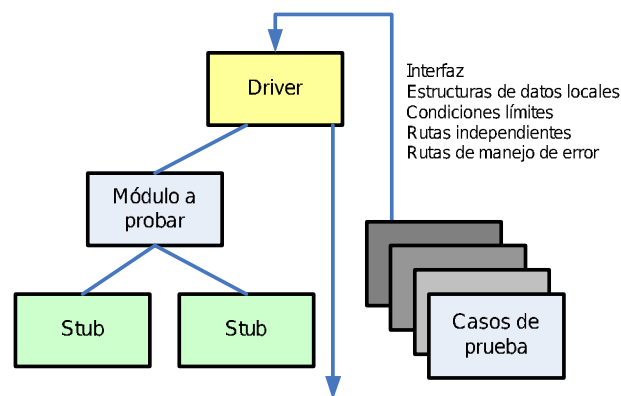 Driver
Interfaz
Estructuras de datos locales
Condiciones límites
Rutas independientes
Rutas de manejo de error
Módulo a
probar
Stub
Stub
Casos de
prueba